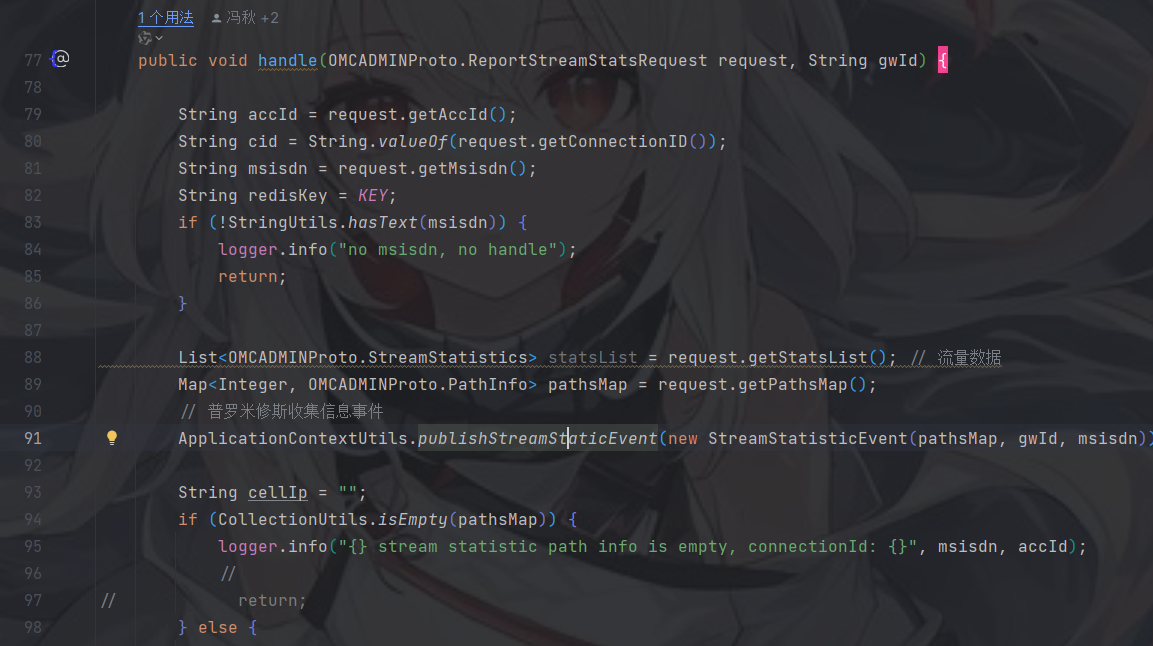 1 个用法 冯秋 +2
77 @ public void handle(OMCADMINProto.ReportStreamStatsRequest request, String gwId) {
78
79 String accId = request.getAccId();
80 String cid = String.valueOf(request.getConnectionID());
81 String msisdn = request.getMsisdn();
82 String redisKey = KEY;
83 if (!StringUtils.hasText(msisdn)) {
84 logger.info("no msisdn, no handle");
85 return;
86 }
87
88 List<OMCADMINProto.StreamStatistics> statsList = request.getStatsList(); // 流量数据
89 Map<Integer, OMCADMINProto.PathInfo> pathsMap = request.getPathsMap();
90 // 普罗米修斯收集信息事件
91 ApplicationContextUtils.publishStreamStaticEvent(new StreamStatisticEvent(pathsMap, gwId, msisdn))
92
93 String cellIp = "";
94 if (CollectionUtils.isEmpty(pathsMap)) {
95 logger.info("{} stream statistic path info is empty, connectionId: {}", msisdn, accId);
96 //
97 // return;
98 } else {